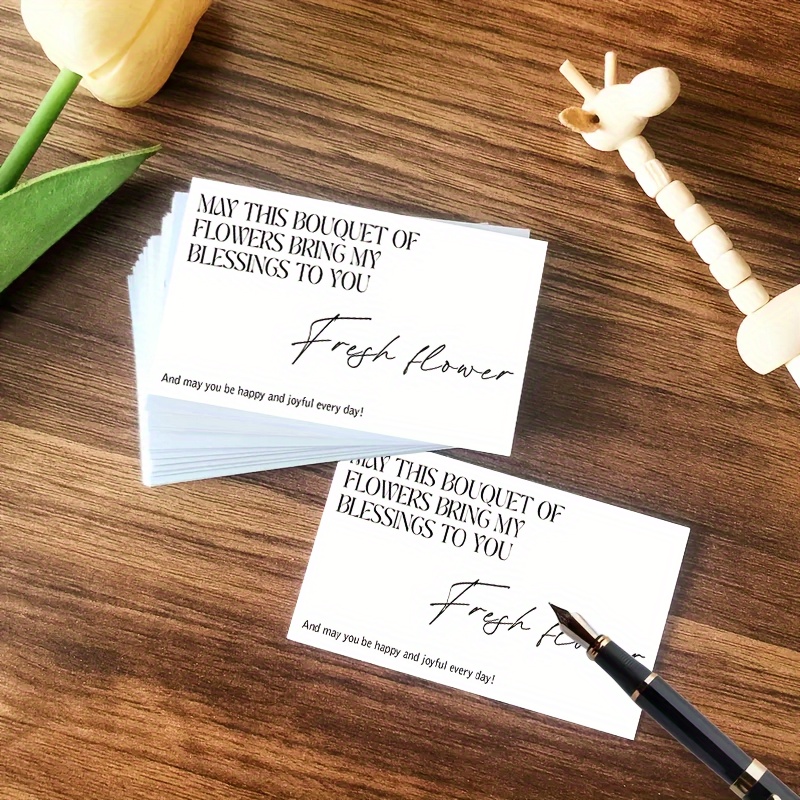 MAY THIS BOUQUET OF
FLOWERS BRING MY
BLESSINGS TO YOU
Fresh flower
And may you be happy and joyful every day!
MAY THIS BOUQUET OF
FLOWERS BRING MY
BLESSINGS TO YOU
Fresh
And may you be happy and joyful every day!